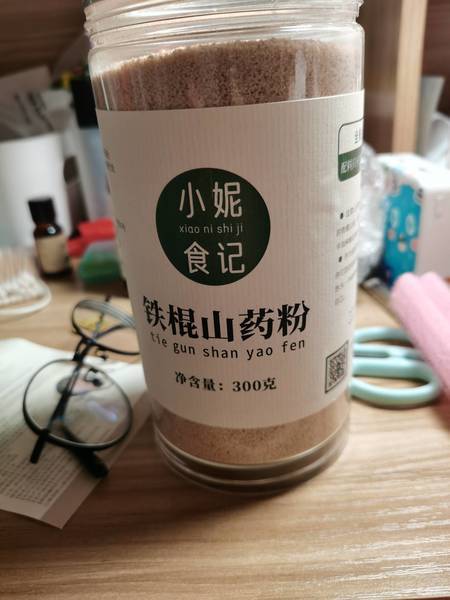 小妮
xiao ni shi ji
食记
铁棍山药粉
tie gun shan yao fen
净含量：300克